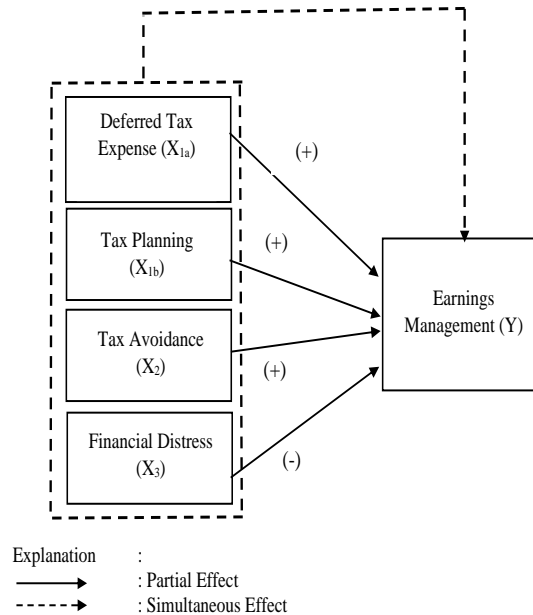 Deferred Tax
Expense (X1a)
(+)
Tax Planning
(X1b)
(+)
Earnings
Management (Y)
Tax Avoidance
(X2)
(+)
Financial Distress
(X3)
(-)
Explanation :
: Partial Effect
: Simultaneous Effect